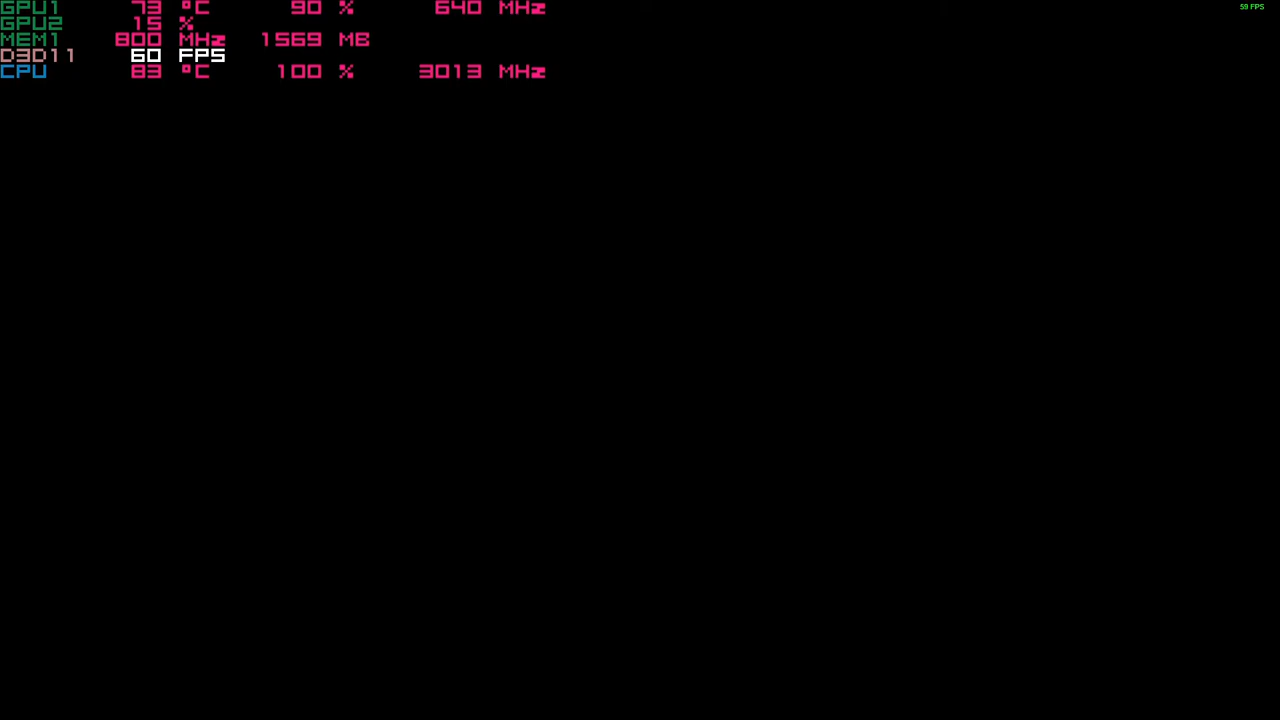 GPU1 73 °C 90 % 640 MHz
59 FPS
GPU2 15 %
MEM1 800 MHz 1569 MB
D3D11 60 FPS
CPU 83 °C 100 % 3013 MHz